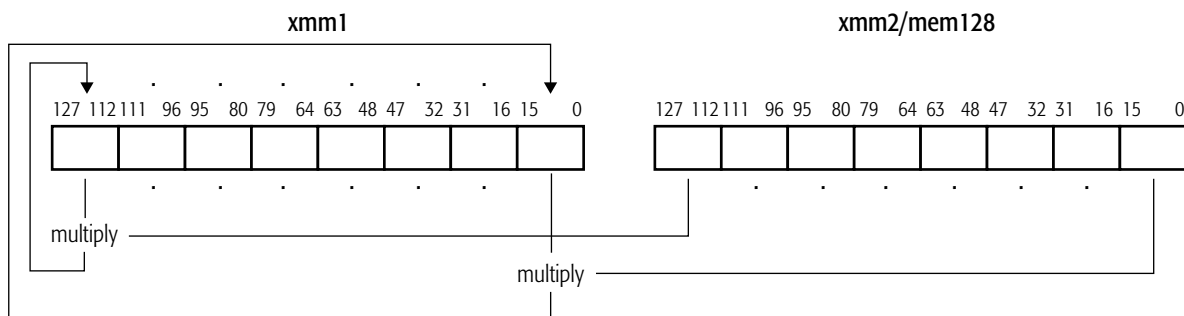 xmm1 xmm2/mem128
127 112 111 96 95 80 79 64 63 48 47 32 31 16 15 0 127 112 111 96 95 80 79 64 63 48 47 32 31 16 15 0
multiply
multiply